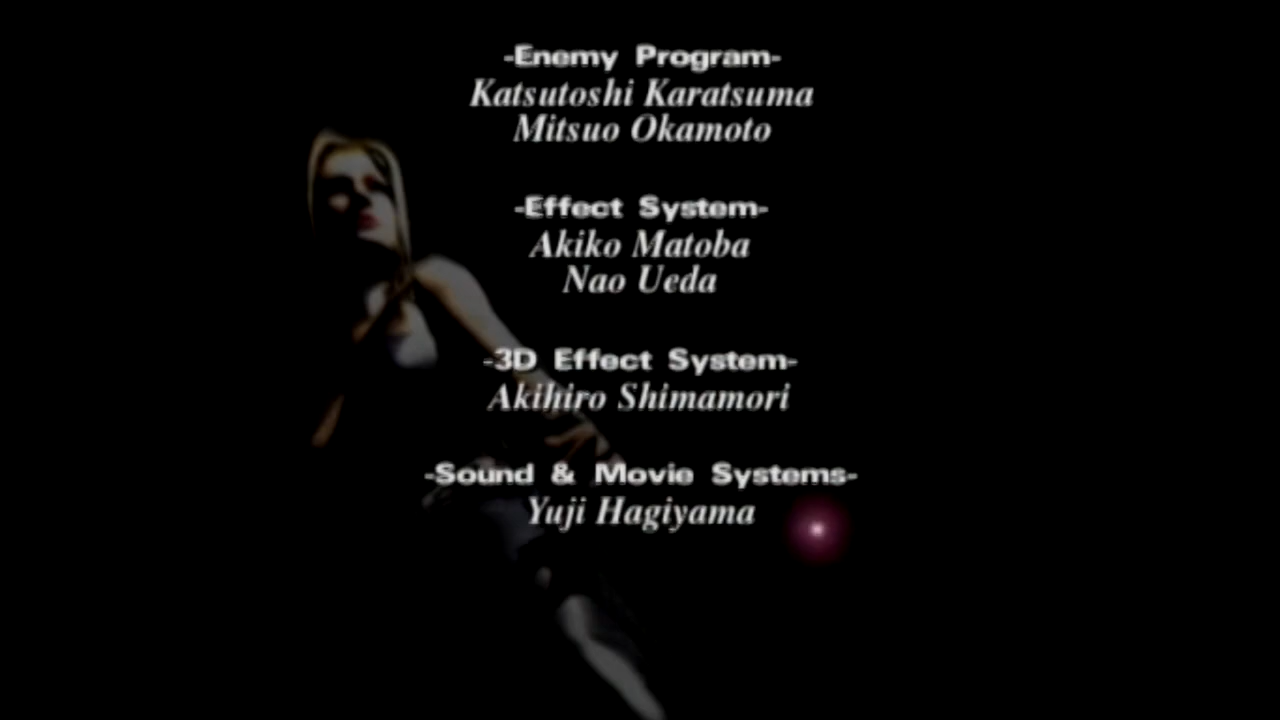 -Enemy Program-
Katsutoshi Karatsuma
Mitsuo Okamoto
-Effect System-
Akiko Matoba
Nao Ueda
-3D Effect System-
Akihiro Shimamori
-Sound & Movie Systems-
Yuji Hagiyama